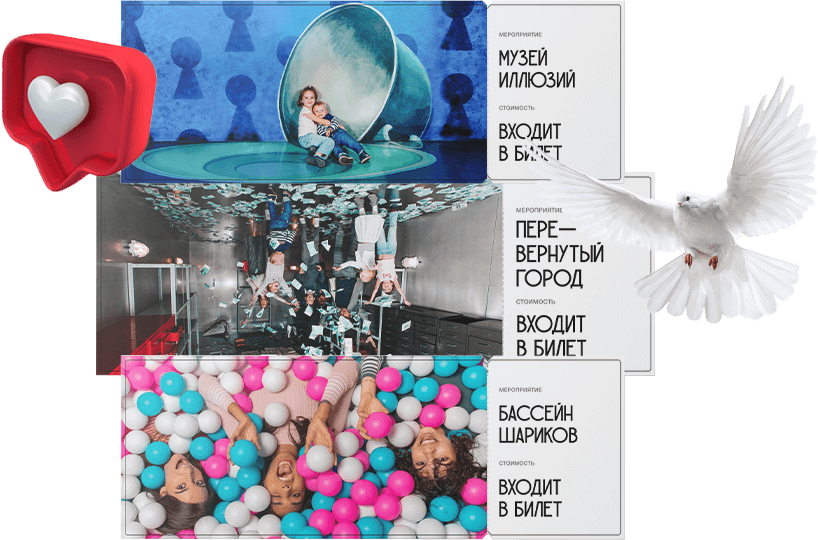 МЕРОПРИЯТИЕ
МУЗЕЙ
ИЛЛЮЗИЙ
СТОИМОСТЬ
ВХОДИТ
В БИЛЕТ
МЕРОПРИЯТИЕ
ПЕРЕ—
ВЕРНУТЫЙ
ГОРОД
СТОИМОСТЬ
ВХОДИТ
В БИЛЕТ
МЕРОПРИЯТИЕ
БАССЕЙН
ШАРИКОВ
СТОИМОСТЬ
ВХОДИТ
В БИЛЕТ